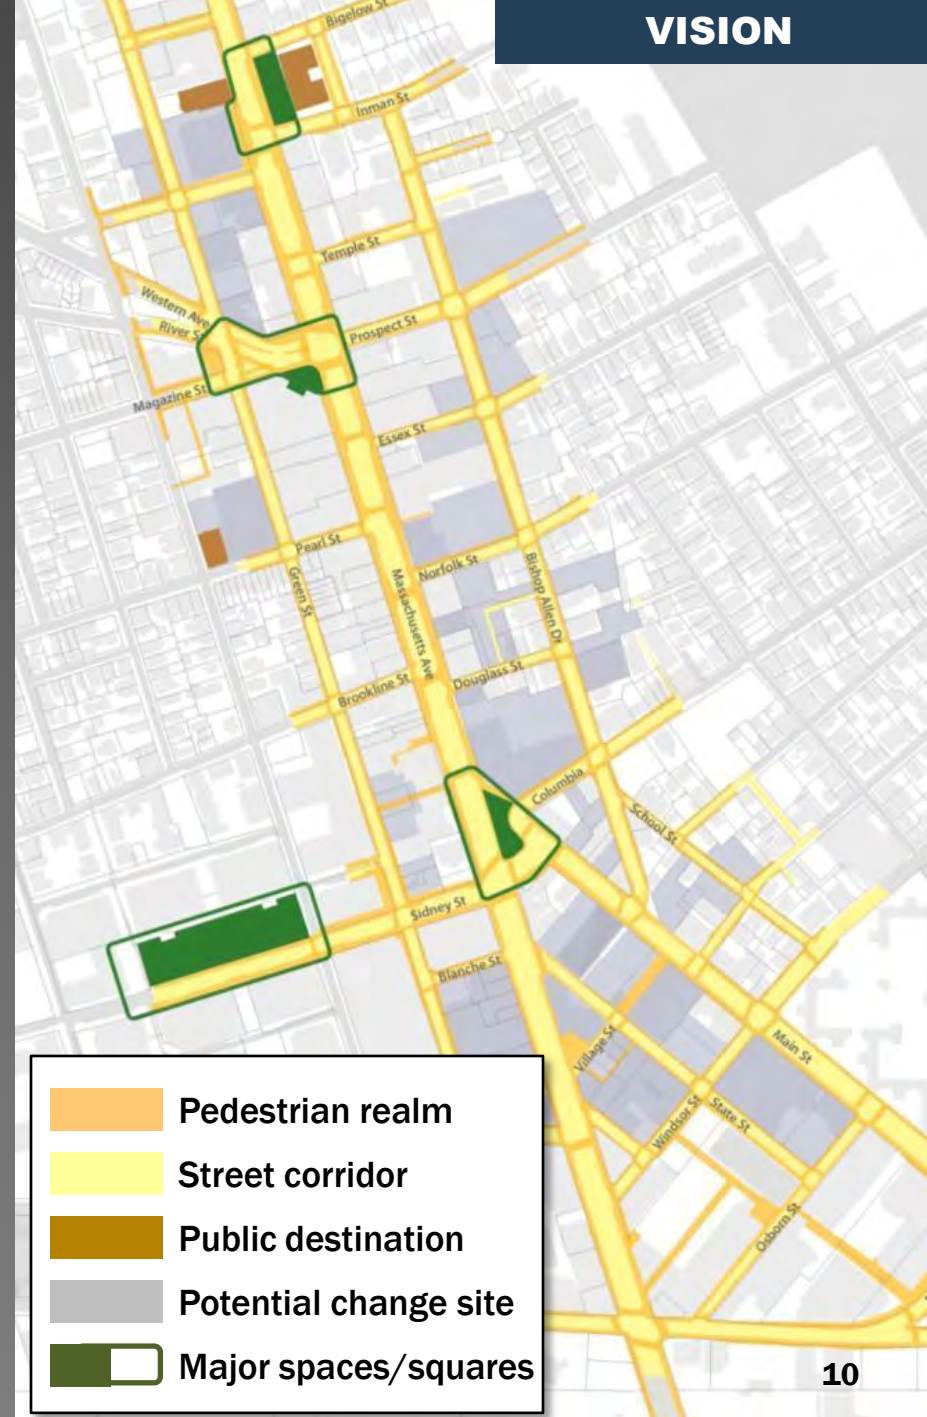 VISION
Bigelow St
Inman St
Temple St
Western Ave
River St
Prospect St
Magazine St
Essex St
Pearl St
Norfolk St
Green St
Massachusetts Ave
Bishop Allen Dr
Brookline St
Douglass St
Columbia
School St
Sidney St
Blanche St
Village St
Main St
Windsor St
State St
Osborn St
Pedestrian realm
Street corridor
Public destination
Potential change site
Major spaces/squares
10